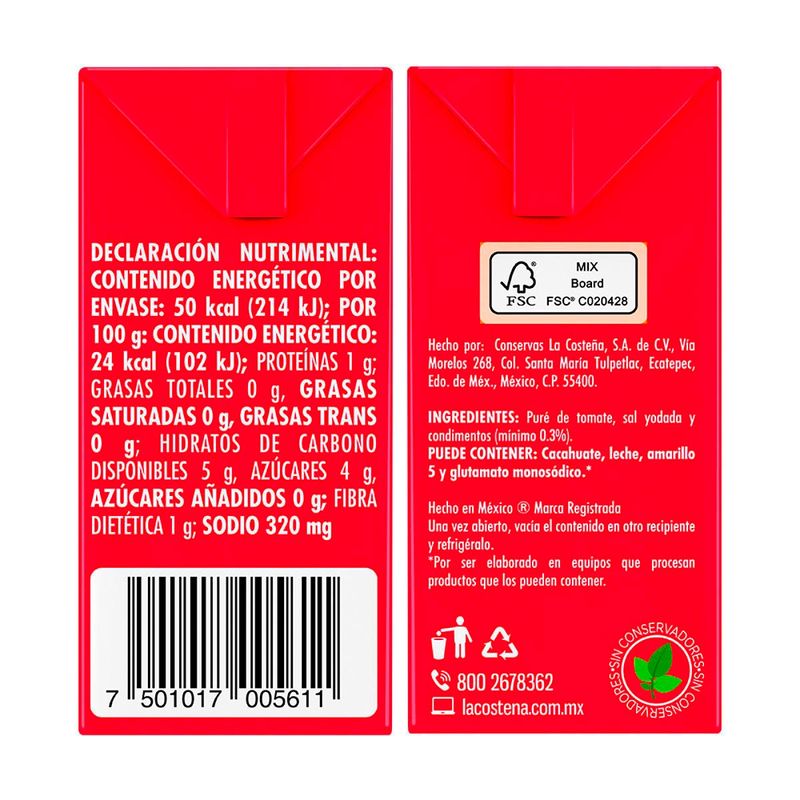 DECLARACIÓN NUTRIMENTAL:
CONTENIDO ENERGÉTICO POR
ENVASE: 50 kcal (214 kJ); POR
100 g: CONTENIDO ENERGÉTICO:
24 kcal (102 kJ); PROTEÍNAS 1 g;
GRASAS TOTALES 0 g, GRASAS
SATURADAS 0 g, GRASAS TRANS
0 g; HIDRATOS DE CARBONO
DISPONIBLES 5 g, AZÚCARES 4 g,
AZÚCARES AÑADIDOS 0 g; FIBRA
DIETÉTICA 1 g; SODIO 320 mg
7 501017 005611
FSC®
MIX
Board
FSC® C020428
Hecho por: Conservas La Costeña, S.A. de C.V., Vía
Morelos 268, Col. Santa María Tulpetlac, Ecatepec,
Edo. de Méx., México, C.P. 55400.
INGREDIENTES: Puré de tomate, sal yodada y
condimentos (mínimo 0.3%).
PUEDE CONTENER: Cacahuate, leche, amarillo
5 y glutamato monosódico.*
Hecho en México ® Marca Registrada
Una vez abierto, vacía el contenido en otro recipiente
y refrigéralo.
*Por ser elaborado en equipos que procesan
productos que los pueden contener.
800 2678362
lacostena.com.mx
SIN CONSERVADORES•SIN CONSERVADORES•